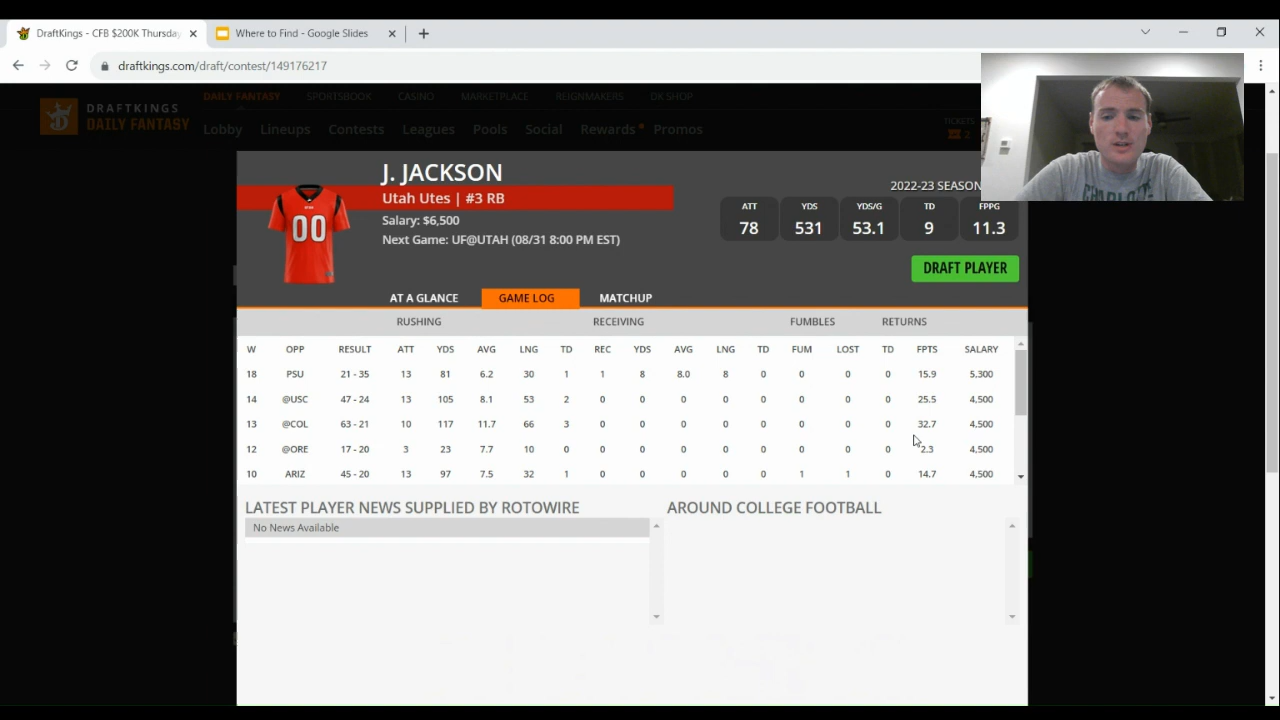 DraftKings - CFB $200K Thursday
Where to Find - Google Slides
draftkings.com/draft/contest/149176217
DRAFTKINGS
DAILY FANTASY
DAILY FANTASY SPORTSBOOK CASINO MARKETPLACE REIGNMAKERS DK SHOP
Lobby Lineups Contests Leagues Pools Social Rewards Promos
TICKETS
2
J. JACKSON
Utah Utes | #3 RB
Salary: $6,500
Next Game: UF@UTAH (08/31 8:00 PM EST)
UTAH
00
2022-23 SEASON
ATT YDS YDS/G TD FPPG
78 531 53.1 9 11.3
DRAFT PLAYER
AT A GLANCE GAME LOG MATCHUP
RUSHING RECEIVING FUMBLES RETURNS
W OPP RESULT ATT YDS AVG LNG TD REC YDS AVG LNG TD FUM LOST TD FPTS SALARY
18 PSU 21 - 35 13 81 6.2 30 1 1 8 8.0 8 0 0 0 0 15.9 5,300
14 @USC 47 - 24 13 105 8.1 53 2 0 0 0 0 0 0 0 0 25.5 4,500
13 @COL 63 - 21 10 117 11.7 66 3 0 0 0 0 0 0 0 0 32.7 4,500
12 @ORE 17 - 20 3 23 7.7 10 0 0 0 0 0 0 0 0 0 2.3 4,500
10 ARIZ 45 - 20 13 97 7.5 32 1 0 0 0 0 0 1 1 0 14.7 4,500
LATEST PLAYER NEWS SUPPLIED BY ROTOWIRE
No News Available
AROUND COLLEGE FOOTBALL